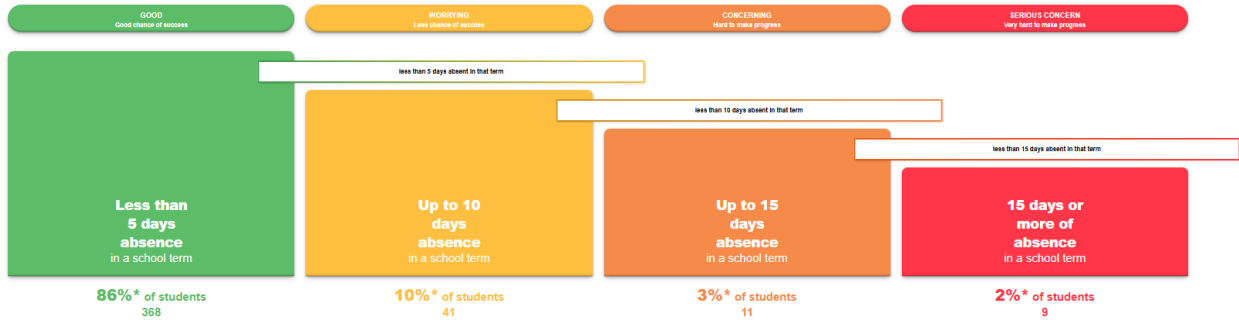 GOOD
Good chance of success
WORRYING
Less chance of success
CONCERNING
Hard to make progress
SERIOUS CONCERN
Very hard to make progress
less than 5 days absent in that term
less than 10 days absent in that term
less than 15 days absent in that term
Less than
5 days
absence
in a school term
Up to 10
days
absence
in a school term
Up to 15
days
absence
in a school term
15 days or
more of
absence
in a school term
86%* of students
368
10%* of students
41
3%* of students
11
2%* of students
9